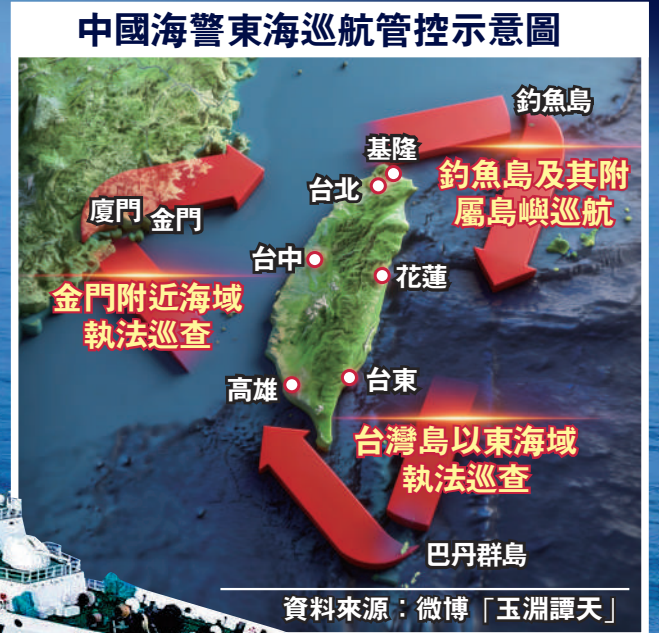 中國海警東海巡航管控示意圖
釣魚島
基隆
台北
釣魚島及其附
屬島嶼巡航
廈門
金門
台中
花蓮
金門附近海域
執法巡查
高雄
台東
台灣島以東海域
執法巡查
巴丹群島
資料來源：微博「玉淵譚天」